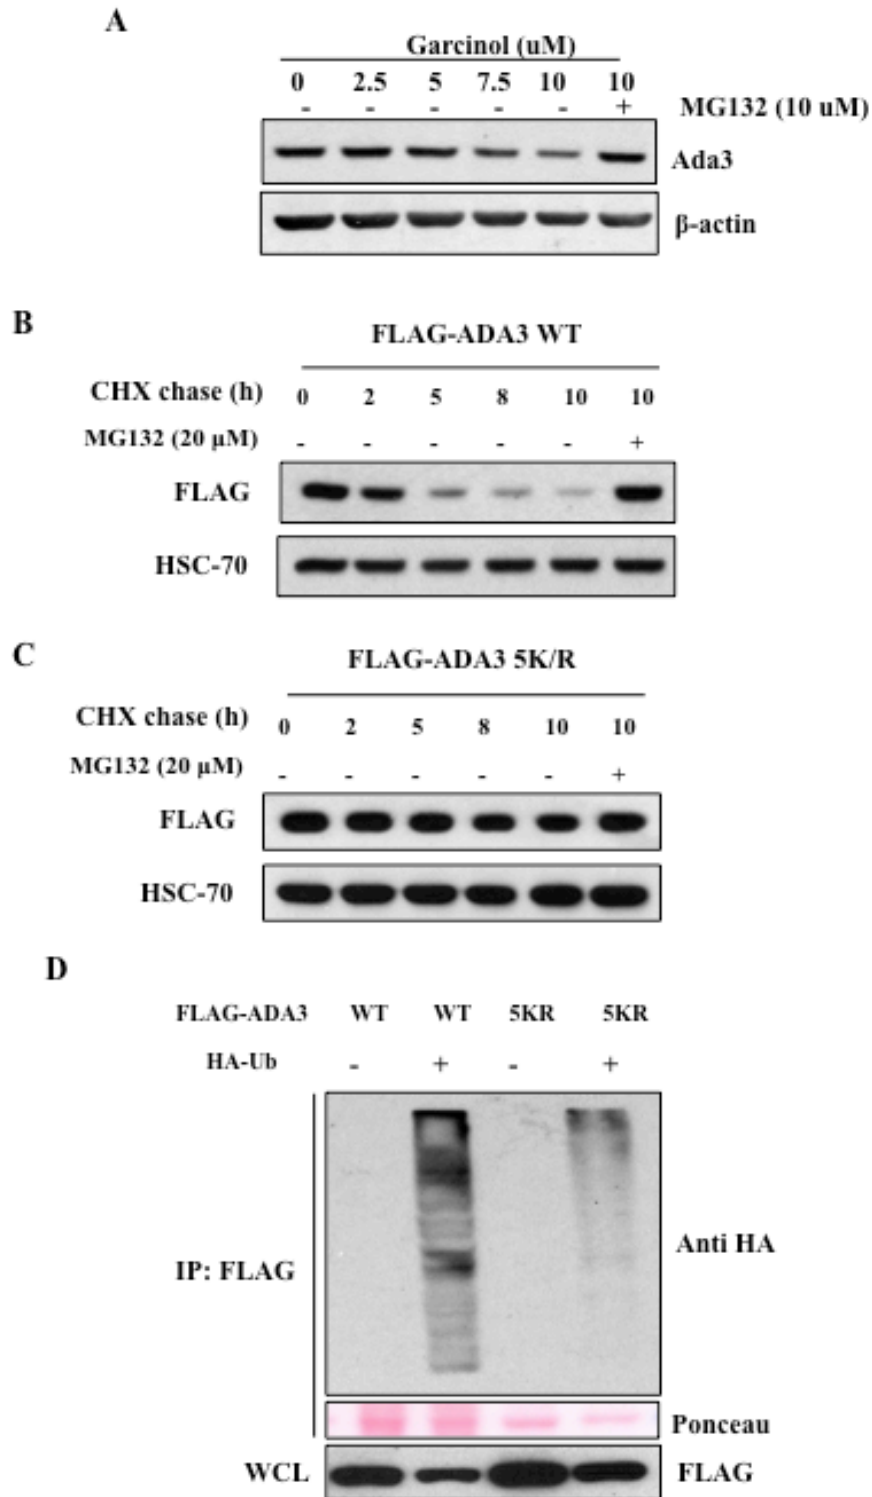 A
Garcinol (uM)
0 2.5 5 7.5 10 10
- - - - - + MG132 (10 uM)
Ada3
β-actin
B
FLAG-ADA3 WT
CHX chase (h) 0 2 5 8 10 10
MG132 (20 µM) - - - - - +
FLAG
HSC-70
C
FLAG-ADA3 5K/R
CHX chase (h) 0 2 5 8 10 10
MG132 (20 µM) - - - - - +
FLAG
HSC-70
D
FLAG-ADA3 WT WT 5KR 5KR
HA-Ub - + - +
IP: FLAG
Anti HA
Ponceau
WCL FLAG